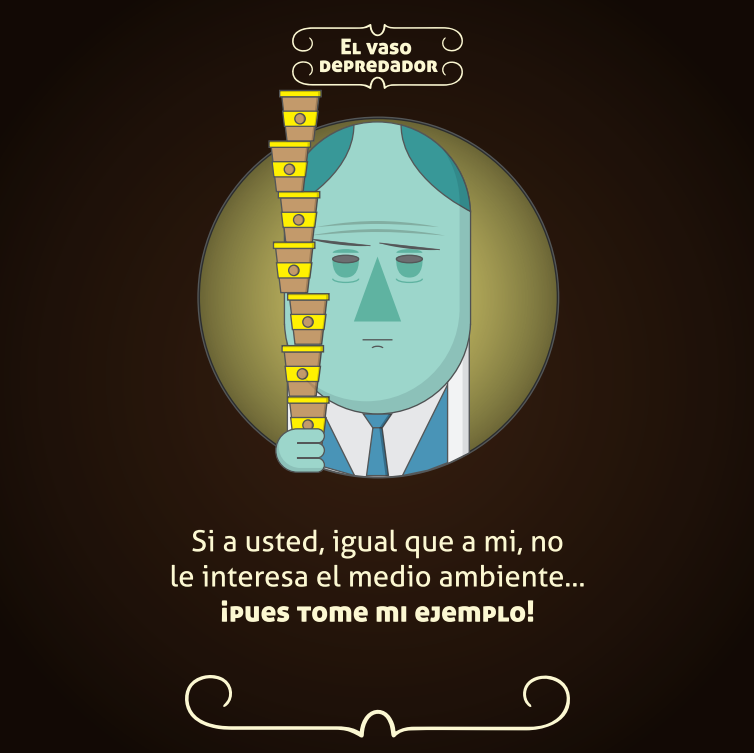 El vaso
depredador
Si a usted, igual que a mi, no
le interesa el medio ambiente...
¡pues tome mi ejemplo!